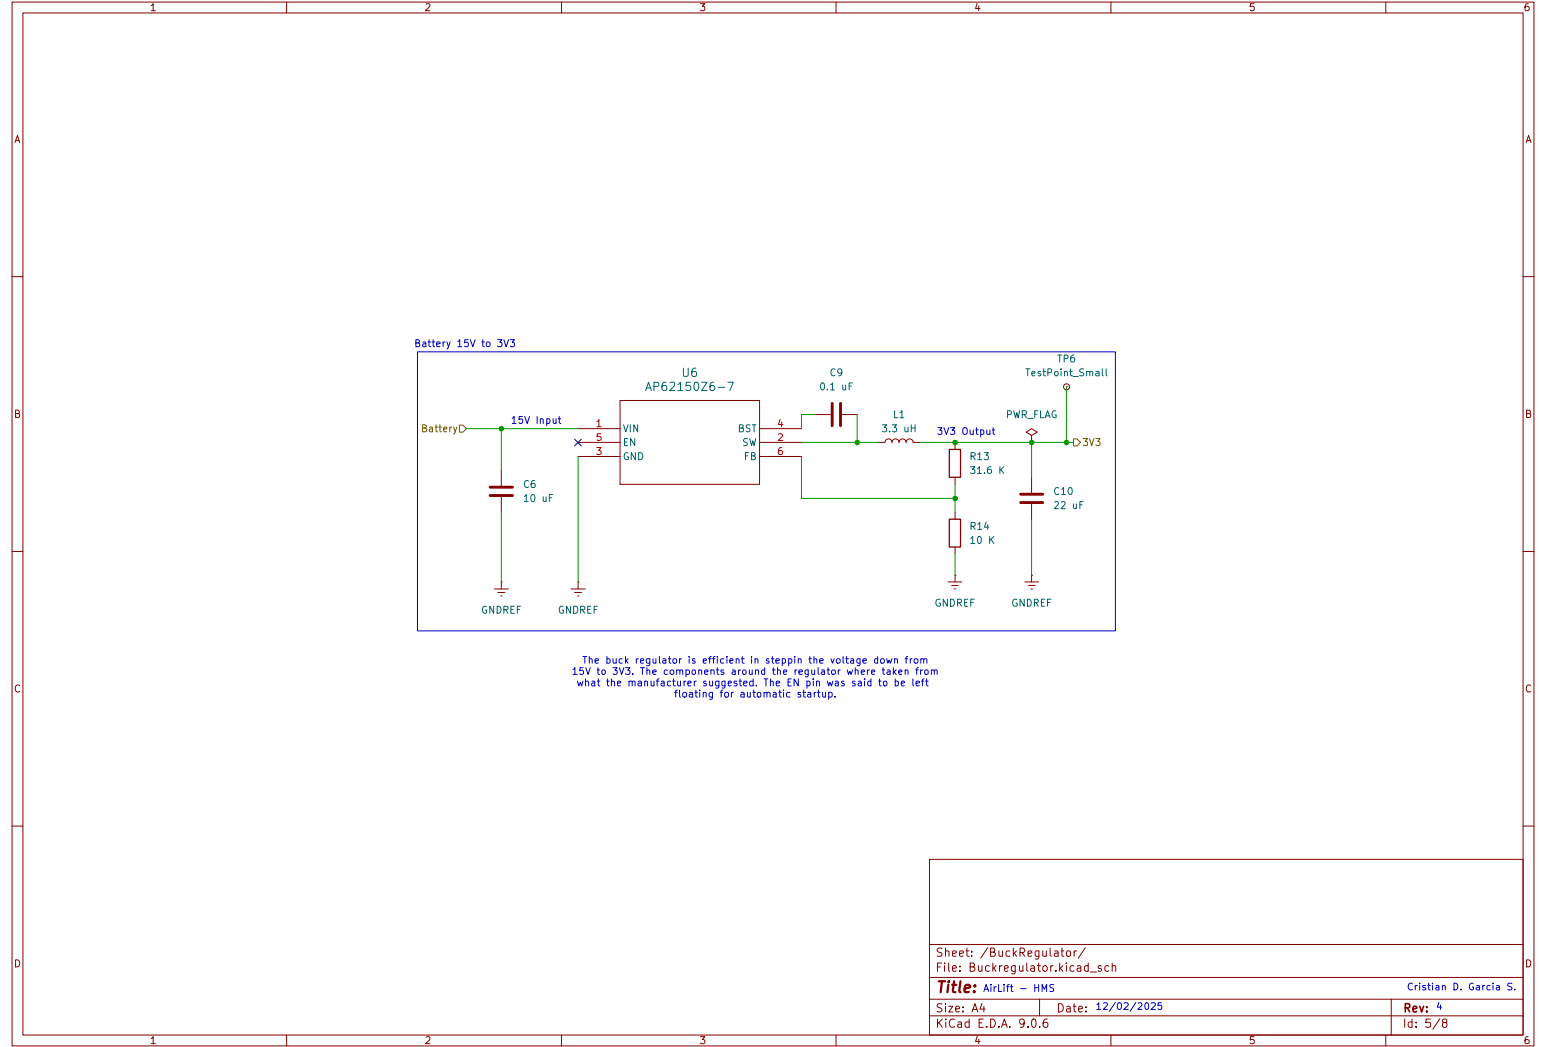 1 2 3 4 5 6
A A
Battery 15V to 3V3
TP6
TestPoint_Small
U6
AP62150Z6-7
C9
0.1 uF
B B
PWR_FLAG
L1
3.3 uH
15V Input
3V3 Output
Battery
1 VIN
5 EN
3 GND
BST 4
SW 2
FB 6
3V3
R13
31.6 K
C6
10 uF
C10
22 uF
R14
10 K
GNDREF GNDREF GNDREF GNDREF
The buck regulator is efficient in steppin the voltage down from
15V to 3V3. The components around the regulator where taken from
what the manufacturer suggested. The EN pin was said to be left
floating for automatic startup.
C C
D D
Sheet: /BuckRegulator/
File: Buckregulator.kicad_sch
Title: AirLift - HMS Cristian D. Garcia S.
Size: A4 Date: 12/02/2025 Rev: 4
KiCad E.D.A. 9.0.6 Id: 5/8
1 2 3 4 5 6